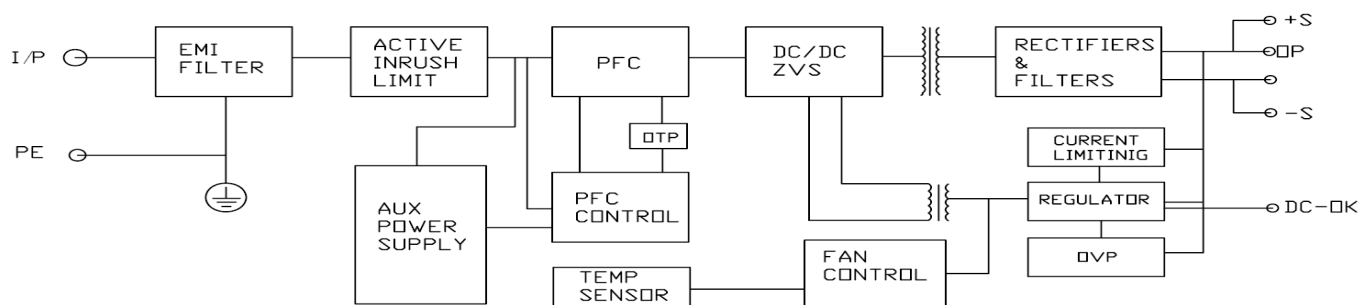 I/P
EMI
FILTER
ACTIVE
INRUSH
LIMIT
PFC
DC/DC
ZVS
RECTIFIERS
&
FILTERS
+S
OP
-S
PE
OTP
AUX
POWER
SUPPLY
PFC
CONTROL
CURRENT
LIMITINIG
REGULATOR
DC-OK
OVP
FAN
CONTROL
TEMP
SENSOR